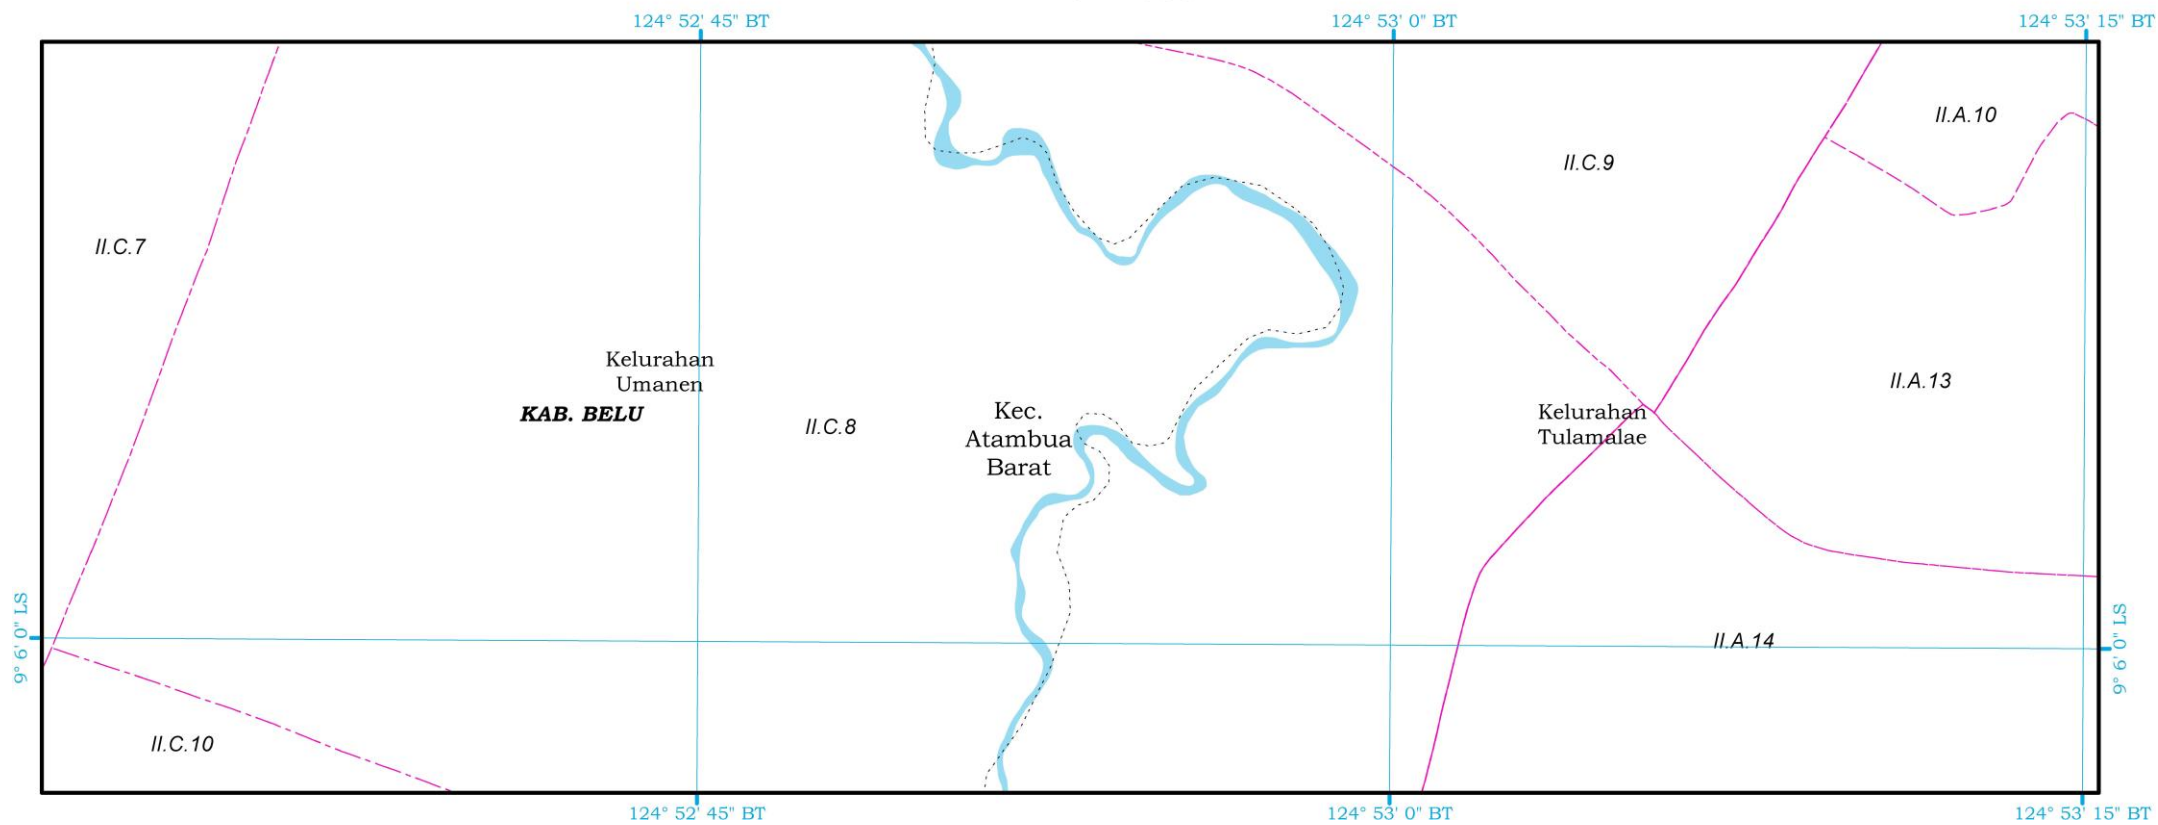 124° 52' 45" BT
124° 53' 0" BT
124° 53' 15" BT
II.A.10
II.C.9
II.C.7
Kelurahan
Umanen
KAB. BELU
II.C.8
Kec.
Atambua
Barat
II.A.13
Kelurahan
Tulamalae
9° 6' 0" LS
II.A.14
9° 6' 0" LS
II.C.10
124° 52' 45" BT
124° 53' 0" BT
124° 53' 15" BT